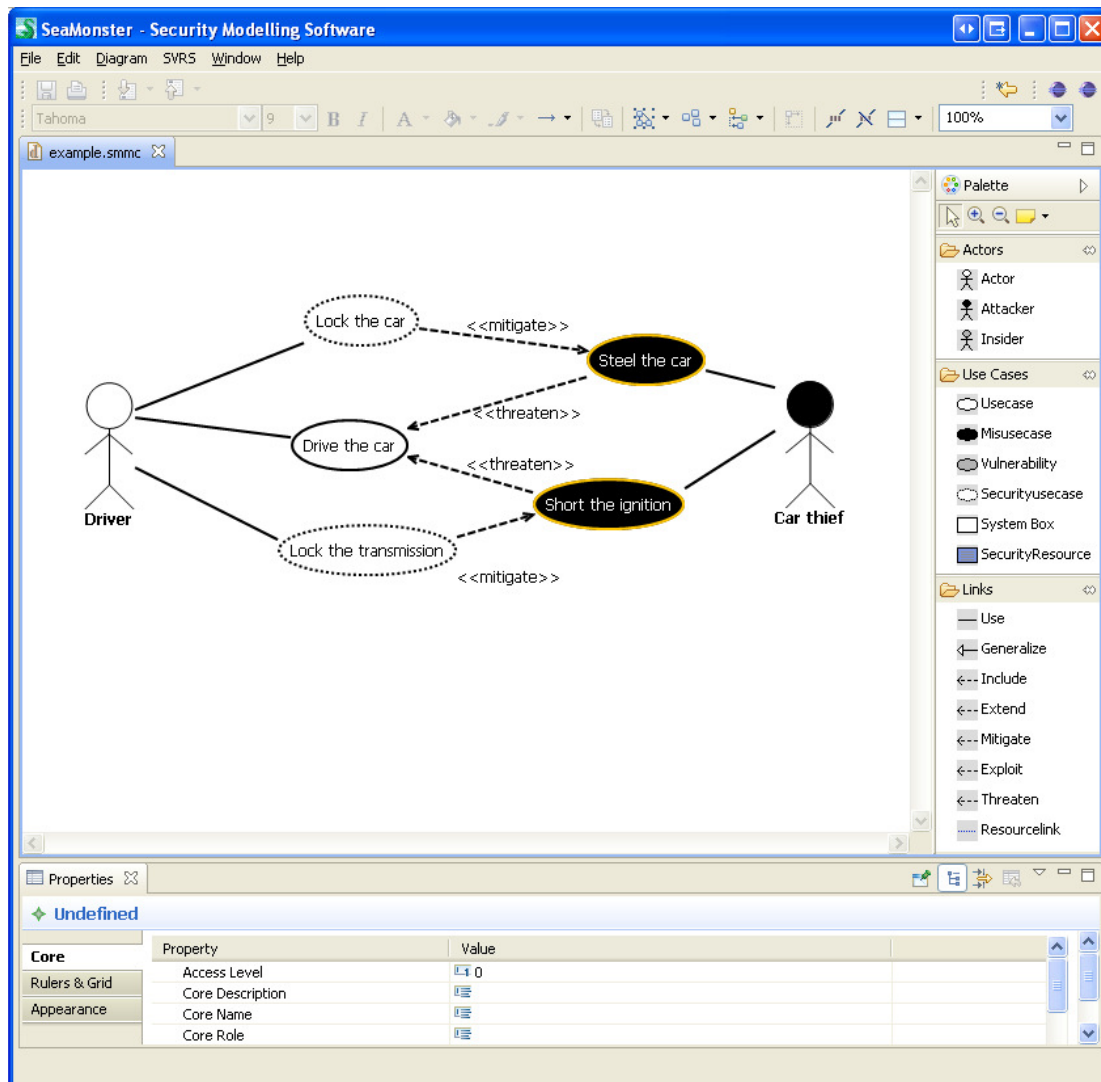 SeaMonster - Security Modelling Software
File Edit Diagram SVRS Window Help
Tahoma 9 B I A 100%
example.smmc
Palette
Actors
Actor
Attacker
Insider
Use Cases
Usecase
Misusecase
Vulnerability
Securityusecase
System Box
SecurityResource
Links
Use
Generalize
Include
Extend
Mitigate
Exploit
Threaten
Resourcelink
Lock the car
<<mitigate>>
Steel the car
<<threaten>>
Drive the car
<<threaten>>
Short the ignition
Driver
Car thief
Lock the transmission
<<mitigate>>
Properties
Undefined
Core
Rulers & Grid
Appearance
Property Value
Access Level 0
Core Description
Core Name
Core Role